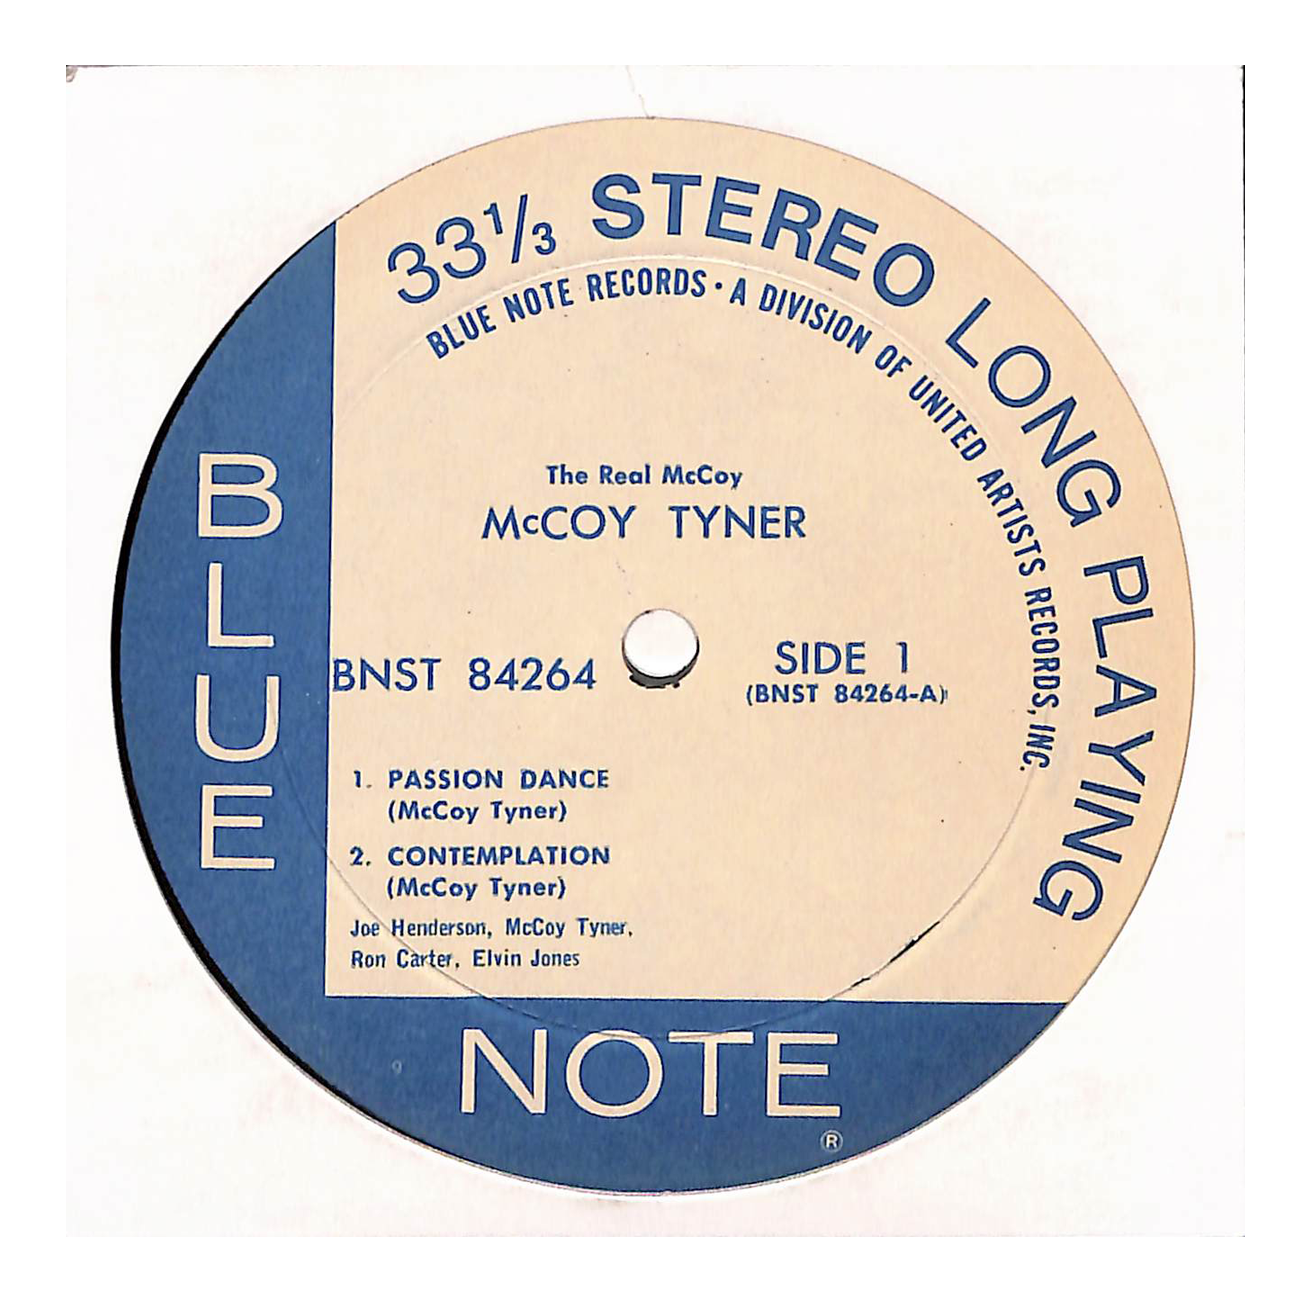 33⅓ STEREO LONG PLAYING
BLUE NOTE RECORDS • A DIVISION OF UNITED ARTISTS RECORDS, INC.
The Real McCoy
McCOY TYNER
BNST 84264
SIDE 1
(BNST 84264-A)
1. PASSION DANCE
(McCoy Tyner)
2. CONTEMPLATION
(McCoy Tyner)
Joe Henderson, McCoy Tyner,
Ron Carter, Elvin Jones
BLUE
NOTE
®